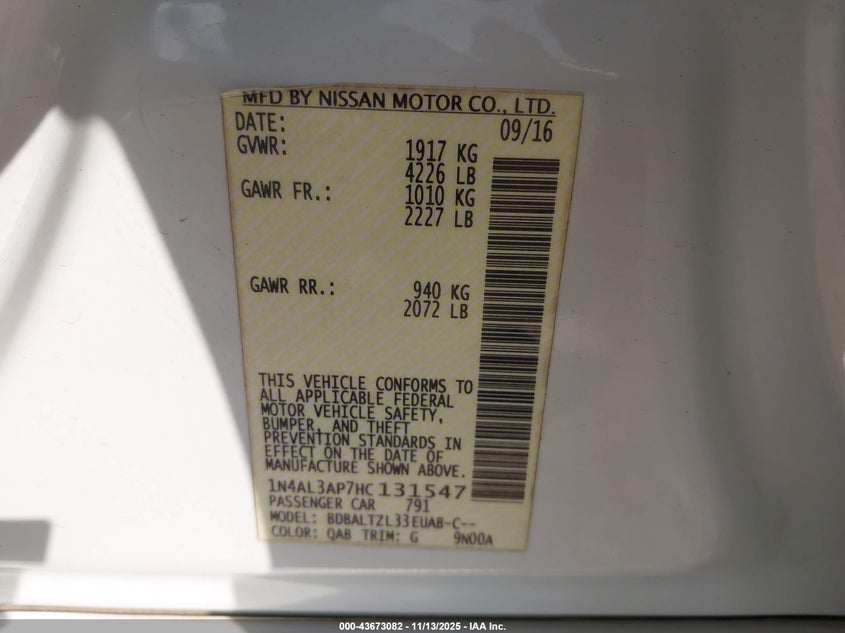 MFD BY NISSAN MOTOR CO., LTD.
DATE: 09/16
GVWR: 1917 KG
4226 LB
GAWR FR.: 1010 KG
2227 LB
GAWR RR.: 940 KG
2072 LB
THIS VEHICLE CONFORMS TO
ALL APPLICABLE FEDERAL
MOTOR VEHICLE SAFETY,
BUMPER, AND THEFT
PREVENTION STANDARDS IN
EFFECT ON THE DATE OF
MANUFACTURE SHOWN ABOVE.
1N4AL3AP7HC131547
PASSENGER CAR 791
MODEL: BDBALTZL33EUAB-C--
COLOR: QAB TRIM: G 9N00A
000-43673082 — 11/13/2025 — IAA Inc.